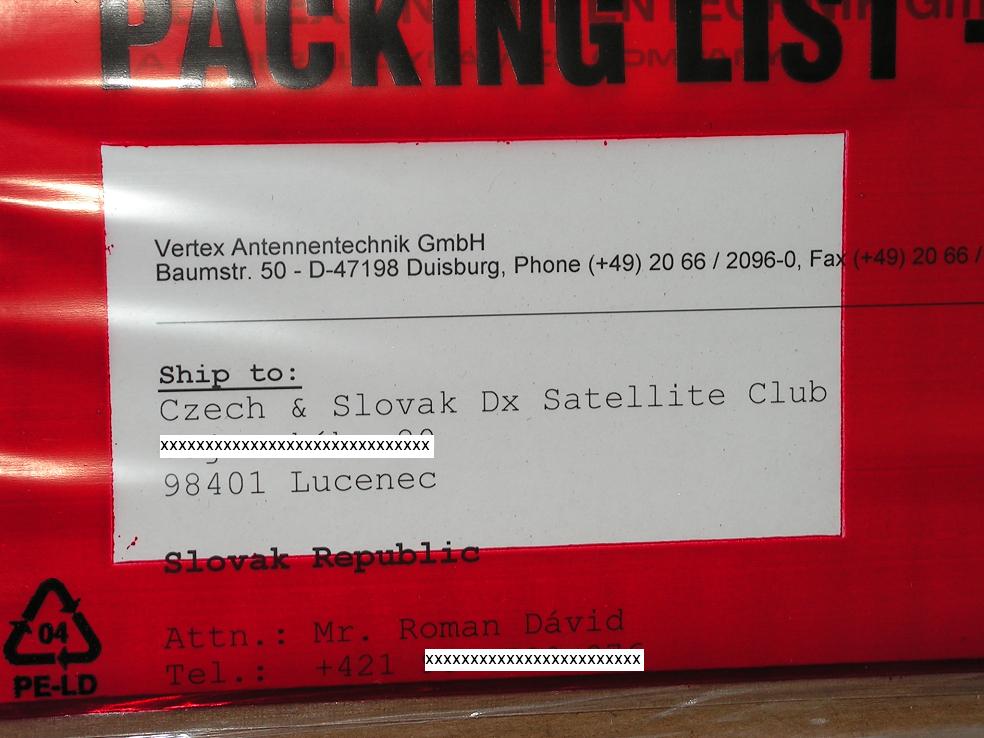 PACKING LIST -
Vertex Antennentechnik GmbH
Baumstr. 50 - D-47198 Duisburg, Phone (+49) 20 66 / 2096-0, Fax (+49) 20 66 /
Ship to:
Czech & Slovak Dx Satellite Club
xxxxxxxxxxxxxxxxxxxxxxxxxxxxxx
98401 Lucenec
Slovak Republic
Attn.: Mr. Roman Dávid
Tel.: +421 xxxxxxxxxxxxxxxxxxxxxxxx
04
PE-LD